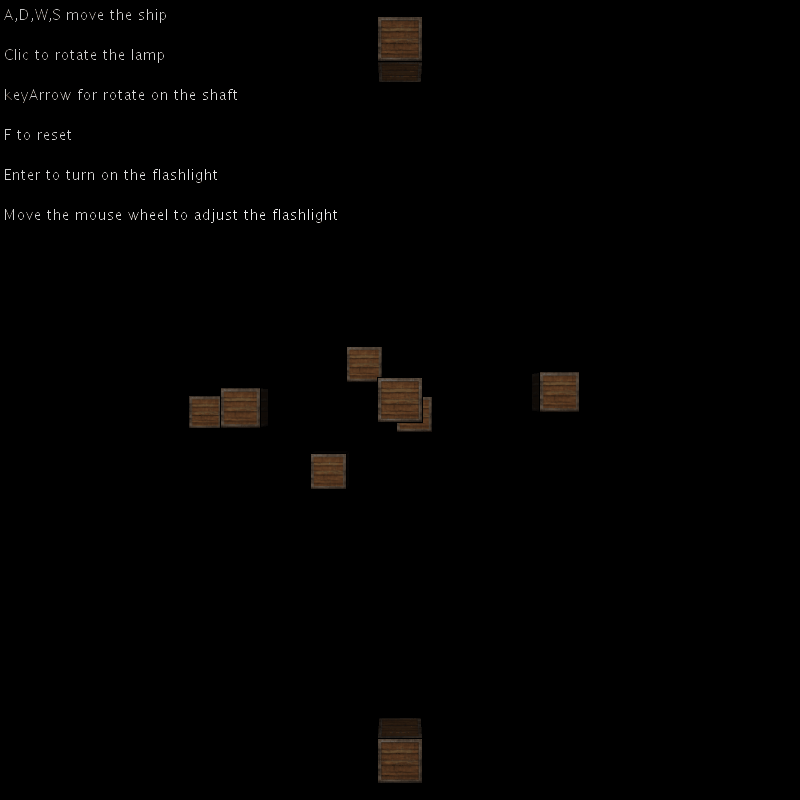 A,D,W,S move the ship
Clic to rotate the lamp
keyArrow for rotate on the shaft
F to reset
Enter to turn on the flashlight
Move the mouse wheel to adjust the flashlight